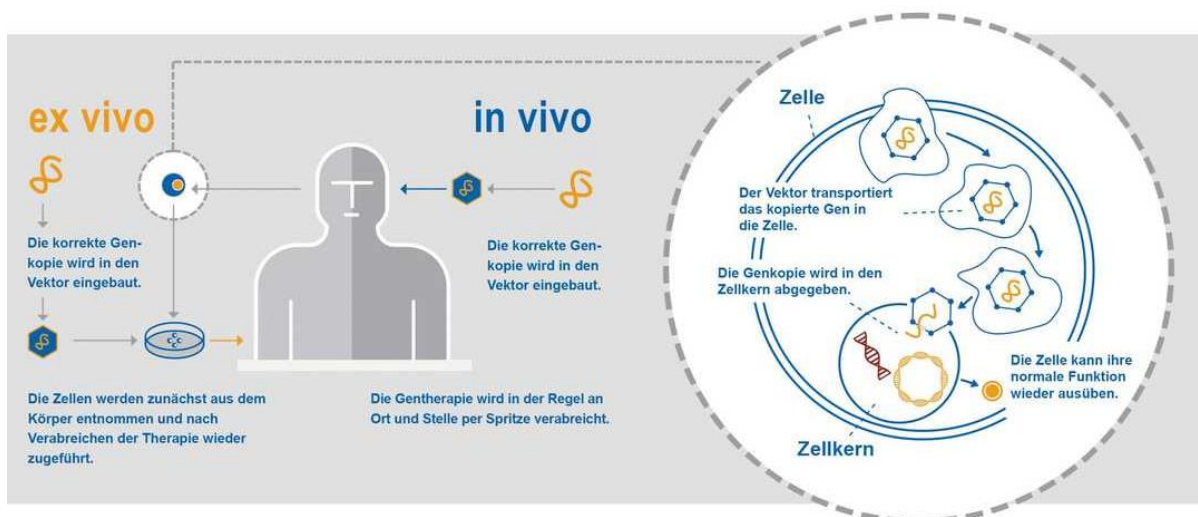 ex vivo
Die korrekte Gen-
kopie wird in den
Vektor eingebaut.
Die Zellen werden zunächst aus dem
Körper entnommen und nach
Verabreichen der Therapie wieder
zugeführt.
in vivo
Die korrekte Gen-
kopie wird in den
Vektor eingebaut.
Die Gentherapie wird in der Regel an
Ort und Stelle per Spritze verabreicht.
Zelle
Der Vektor transportiert
das kopierte Gen in
die Zelle.
Die Genkopie wird in den
Zellkern abgegeben.
Die Zelle kann ihre
normale Funktion
wieder ausüben.
Zellkern